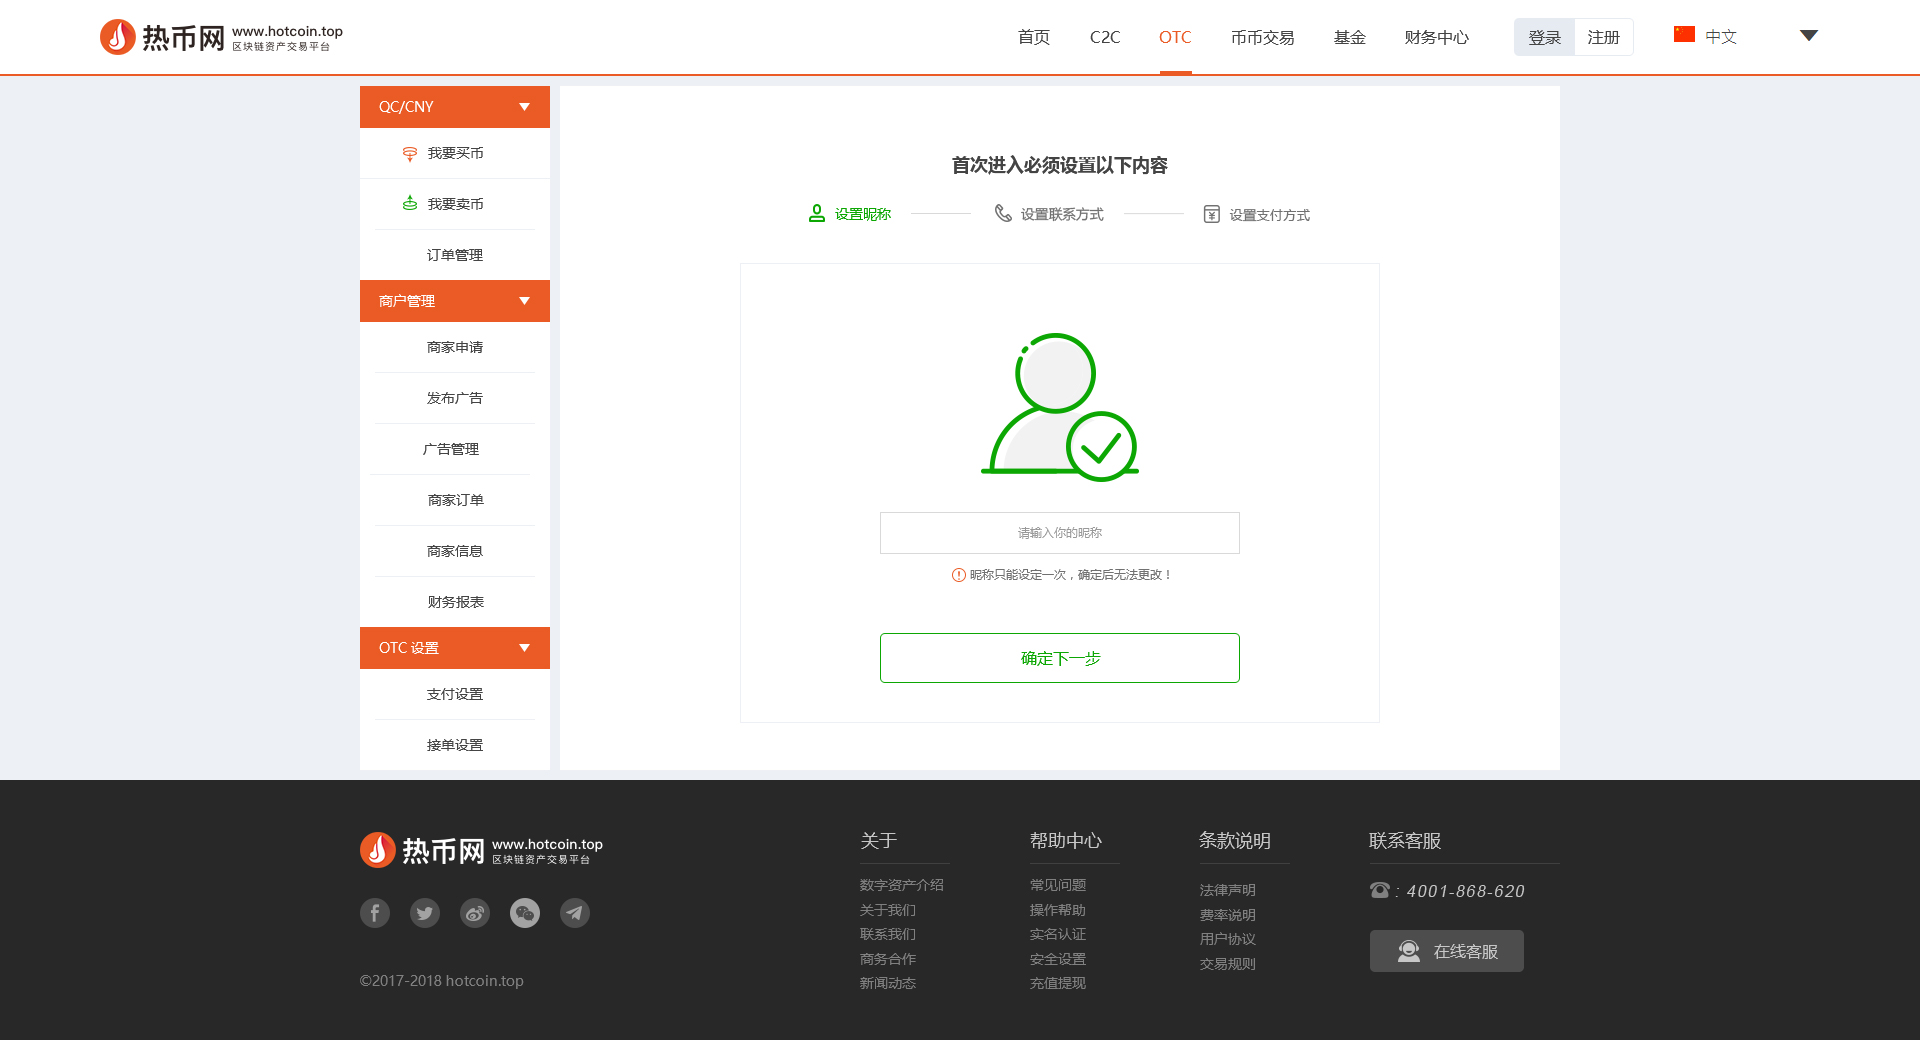 热币网 www.hotcoin.top
区块链资产交易平台
首页 C2C OTC 币币交易 基金 财务中心 登录 注册 中文
QC/CNY
我要买币
我要卖币
订单管理
商户管理
商家申请
发布广告
广告管理
商家订单
商家信息
财务报表
OTC 设置
支付设置
接单设置
首次进入必须设置以下内容
设置昵称 设置联系方式 设置支付方式
请输入你的昵称
昵称只能设定一次，确定后无法更改！
确定下一步
热币网 www.hotcoin.top
区块链资产交易平台
©2017-2018 hotcoin.top
关于
数字资产介绍
关于我们
联系我们
商务合作
新闻动态
帮助中心
常见问题
操作帮助
实名认证
安全设置
充值提现
条款说明
法律声明
费率说明
用户协议
交易规则
联系客服
: 4001-868-620
在线客服